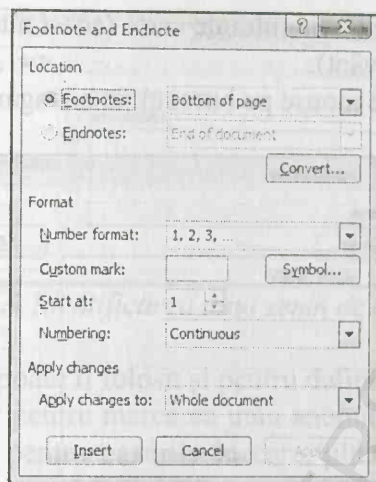 Footnote and Endnote
Location
Footnotes: Bottom of page
Endnotes: End of document
Convert...
Format
Number format: 1, 2, 3, ...
Custom mark: Symbol...
Start at: 1
Numbering: Continuous
Apply changes
Apply changes to: Whole document
Insert Cancel Apply